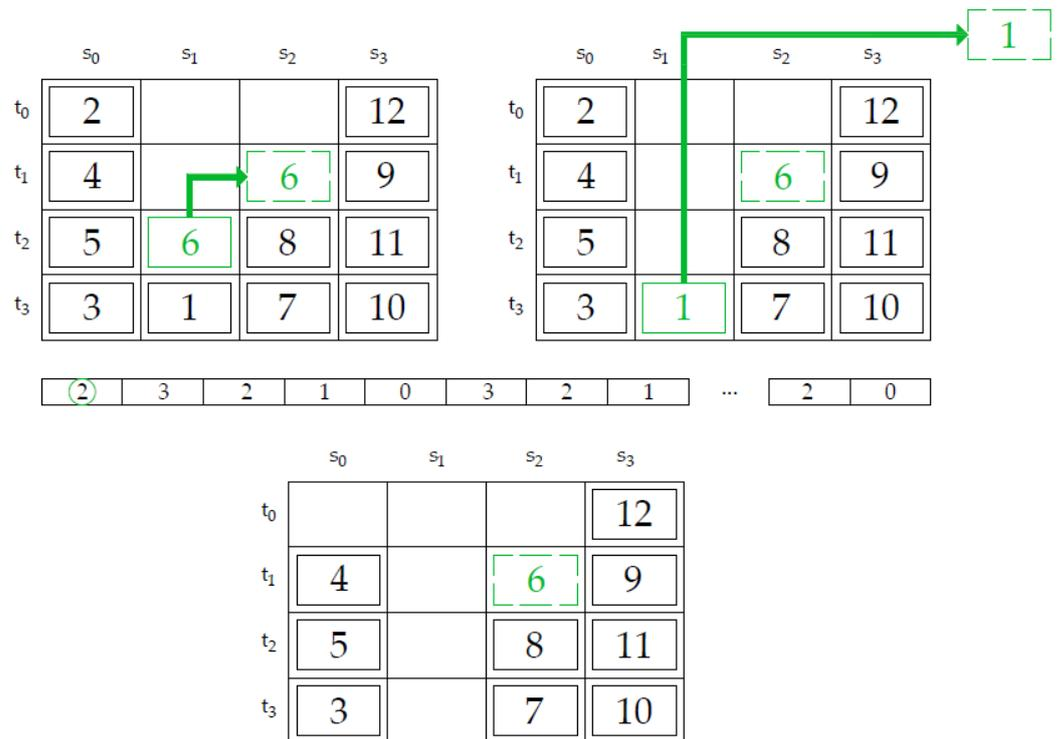 1
s0 s1 s2 s3
t0 2 12
t1 4 6 9
t2 5 6 8 11
t3 3 1 7 10
s0 s1 s2 s3
t0 2 12
t1 4 6 9
t2 5 8 11
t3 3 1 7 10
2 3 2 1 0 3 2 1 ... 2 0
s0 s1 s2 s3
t0 12
t1 4 6 9
t2 5 8 11
t3 3 7 10